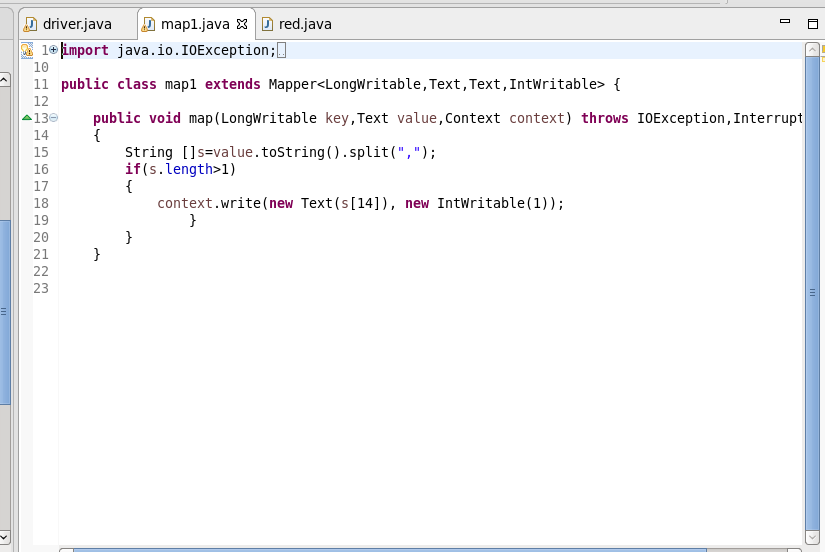 driver.java map1.java red.java
1 import java.io.IOException;
10
11 public class map1 extends Mapper<LongWritable,Text,Text,IntWritable> {
12
13 public void map(LongWritable key,Text value,Context context) throws IOException,Interrupt
14 {
15 String []s=value.toString().split(",");
16 if(s.length>1)
17 {
18 context.write(new Text(s[14]), new IntWritable(1));
19 }
20 }
21 }
22
23